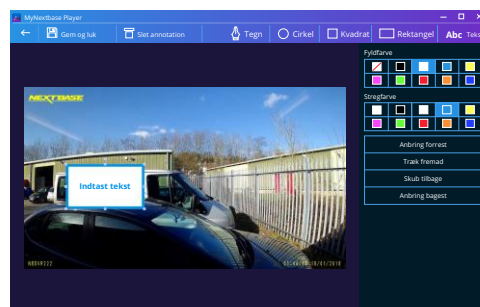 MyNextbase Player
Gem og luk
Slet annotation
Tegn
Cirkel
Kvadrat
Rektangel
Abc Teks
Fyldfarve
Stregfarve
Anbring forrest
Træk fremad
Skub tilbage
Anbring bagest
NEXTBASE
Indtast tekst